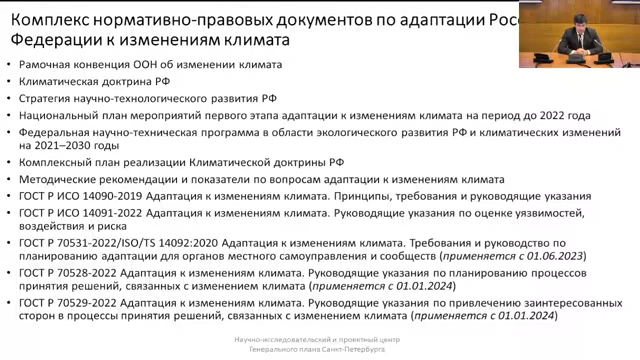 Комплекс нормативно-правовых документов по адаптации
Федерации к изменениям климата
• Рамочная конвенция ООН об изменении климата
• Климатическая доктрина РФ
• Стратегия научно-технологического развития РФ
• Национальный план мероприятий первого этапа адаптации к изменениям климата на период до 2022 года
• Федеральная научно-техническая программа в области экологического развития РФ и климатических изменений
на 2021–2030 годы
• Комплексный план реализации Климатической доктрины РФ
• Методические рекомендации и показатели по вопросам адаптации к изменениям климата
• ГОСТ Р ИСО 14090-2019 Адаптация к изменениям климата. Принципы, требования и руководящие указания
• ГОСТ Р ИСО 14091-2022 Адаптация к изменениям климата. Руководящие указания по оценке уязвимостей,
воздействия и риска
• ГОСТ Р 70531-2022/ISO/TS 14092:2020 Адаптация к изменениям климата. Требования и руководство по
планированию адаптации для органов местного самоуправления и сообществ (применяется с 01.06.2023)
• ГОСТ Р 70528-2022 Адаптация к изменениям климата. Руководящие указания по планированию процессов
принятия решений, связанных с изменением климата (применяется с 01.01.2024)
• ГОСТ Р 70529-2022 Адаптация к изменениям климата. Руководящие указания по привлечению заинтересованных
сторон в процессы принятия решений, связанных с изменением климата (применяется с 01.01.2024)
Научно-исследовательский и проектный центр
Генерального плана Санкт-Петербурга